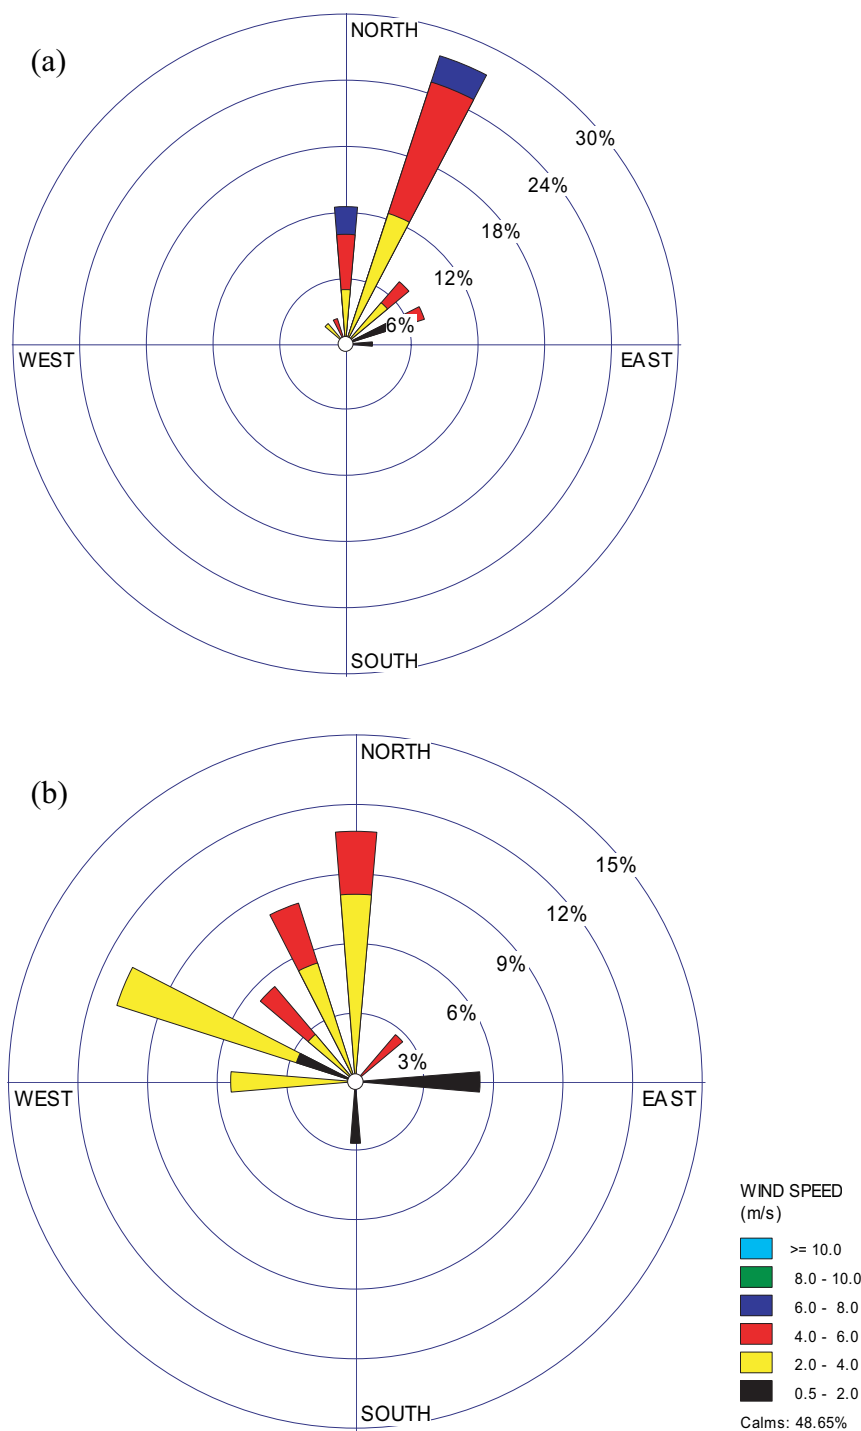 NORTH
(a)
30%
24%
18%
12%
6%
WEST
EAST
SOUTH
NORTH
(b)
15%
12%
9%
6%
3%
WEST
EAST
SOUTH
WIND SPEED
(m/s)
>= 10.0
8.0 - 10.0
6.0 - 8.0
4.0 - 6.0
2.0 - 4.0
0.5 - 2.0
Calms: 48.65%